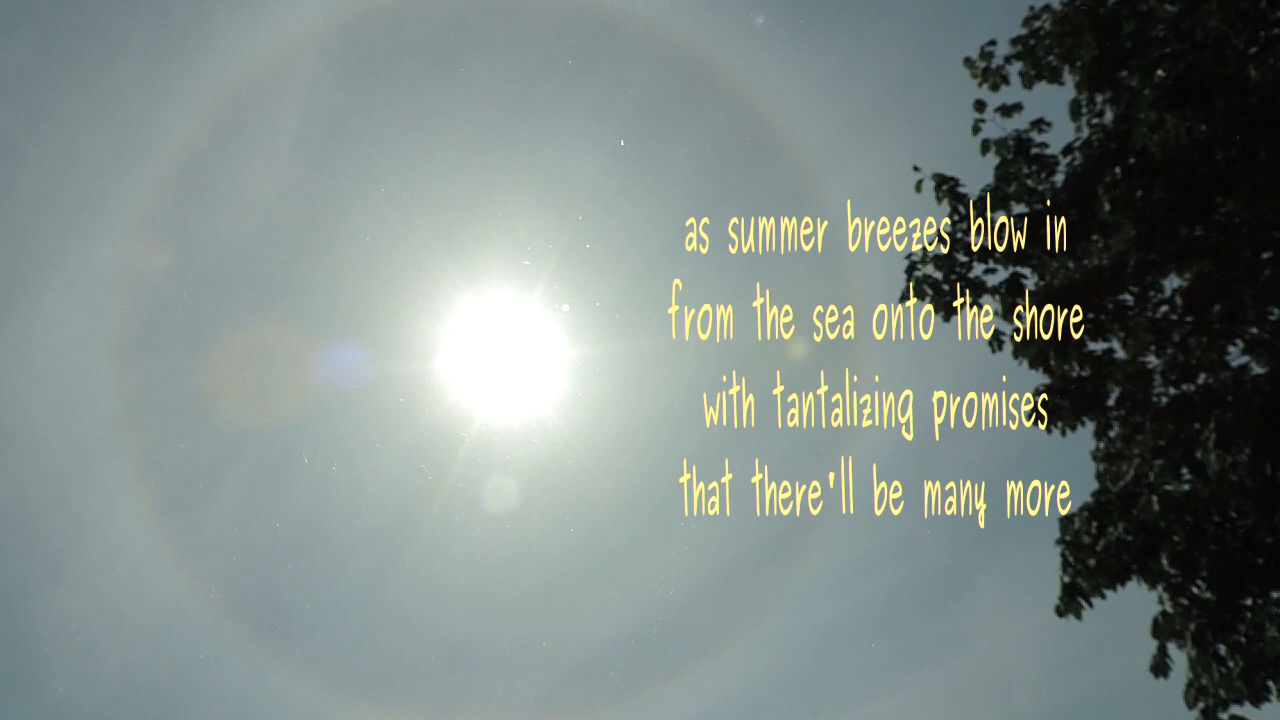 as summer breezes blow in
from the sea onto the shore
with tantalizing promises
that there'll be many more